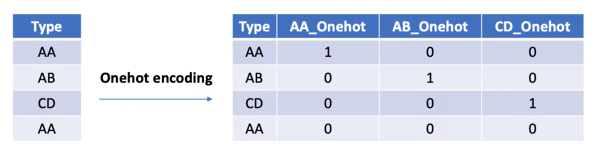 Type
AA
AB
CD
AA
Onehot encoding
Type AA_Onehot AB_Onehot CD_Onehot
AA 1 0 0
AB 0 1 0
CD 0 0 1
AA 0 0 0